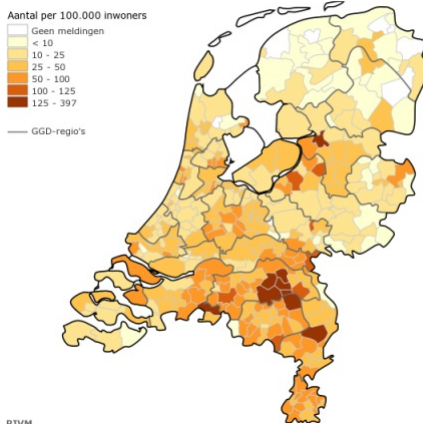 Aantal per 100.000 inwoners
Geen meldingen
< 10
10 - 25
25 - 50
50 - 100
100 - 125
125 - 397
GGD-regio's
RIVM